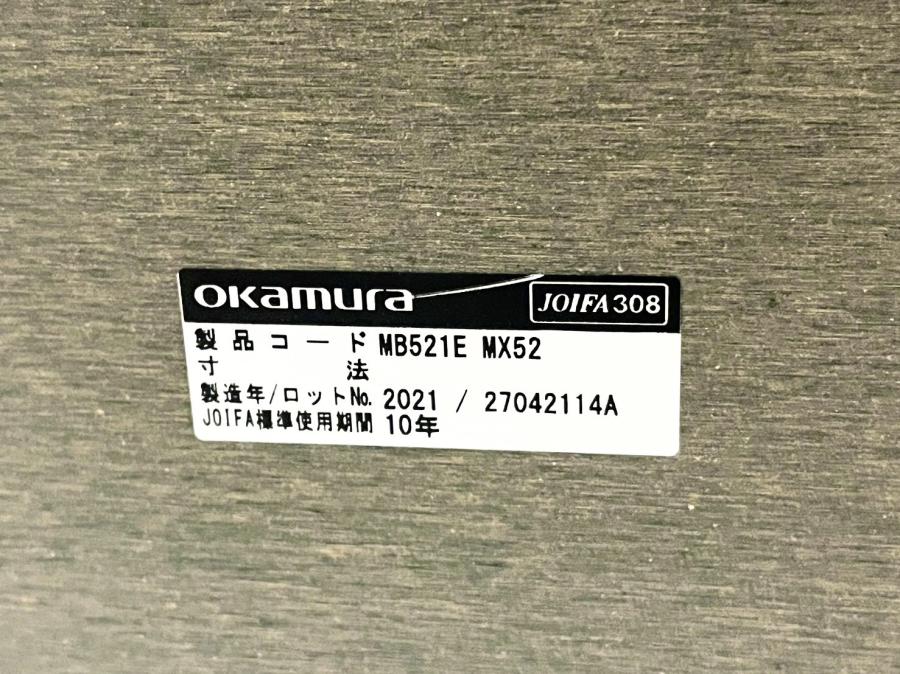 okamura JOIFA308
製品コード MB521E MX52
寸法
製造年/ロットNo. 2021 / 27042114A
JOIFA標準使用期間 10年